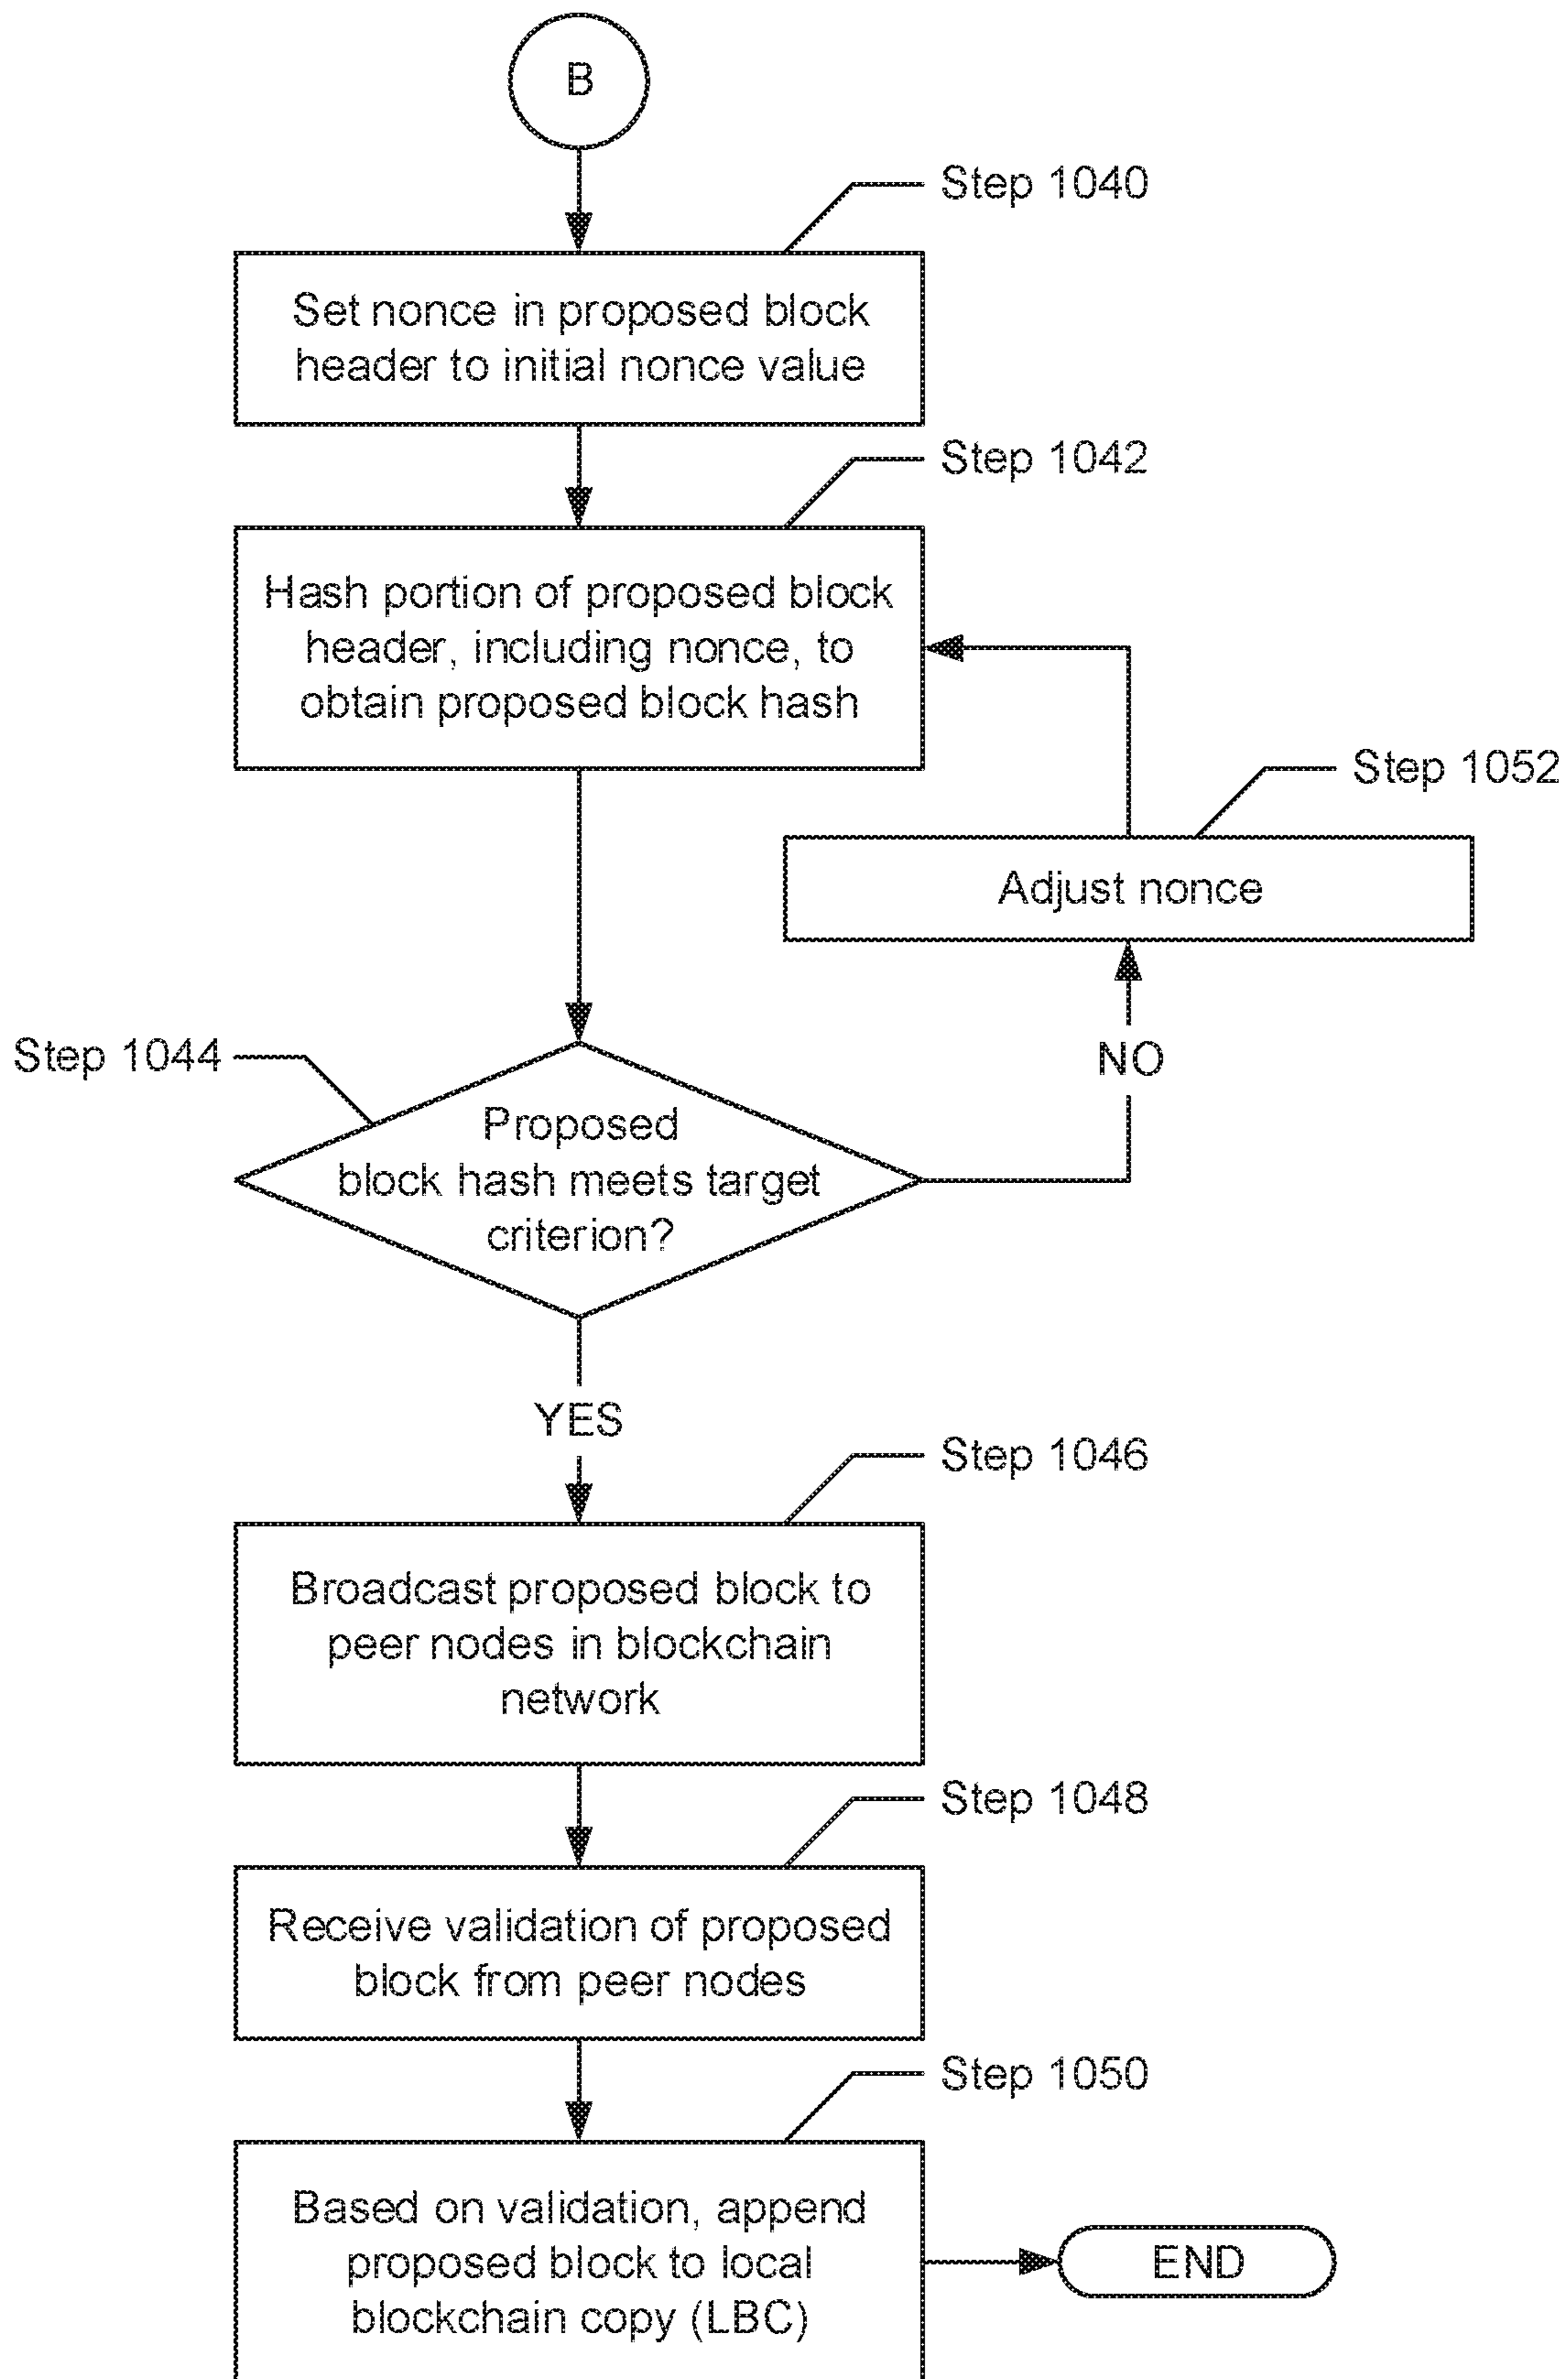 B
Step 1040
Set nonce in proposed block
header to initial nonce value
Step 1042
Hash portion of proposed block
header, including nonce, to
obtain proposed block hash
Step 1052
Adjust nonce
Step 1044
NO
Proposed
block hash meets target
criterion?
YES
Step 1046
Broadcast proposed block to
peer nodes in blockchain
network
Step 1048
Receive validation of proposed
block from peer nodes
Step 1050
Based on validation, append
proposed block to local
blockchain copy (LBC)
END